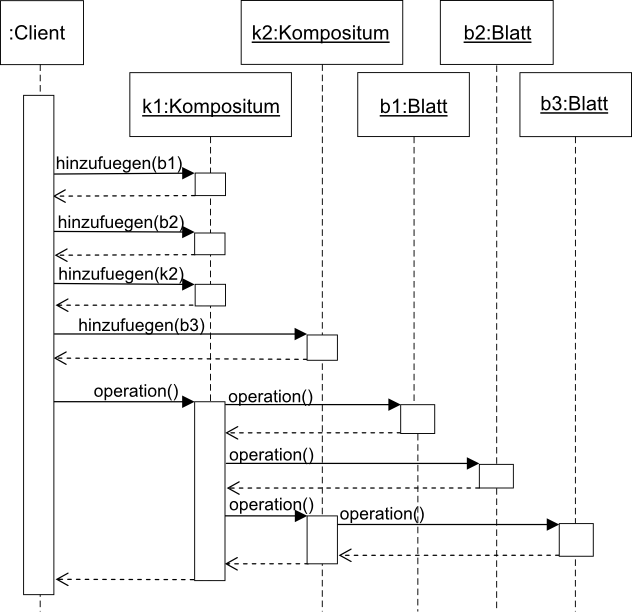 :Client
k2:Kompositum
b2:Blatt
k1:Kompositum
b1:Blatt
b3:Blatt
hinzufuegen(b1)
hinzufuegen(b2)
hinzufuegen(k2)
hinzufuegen(b3)
operation()
operation()
operation()
operation()
operation()